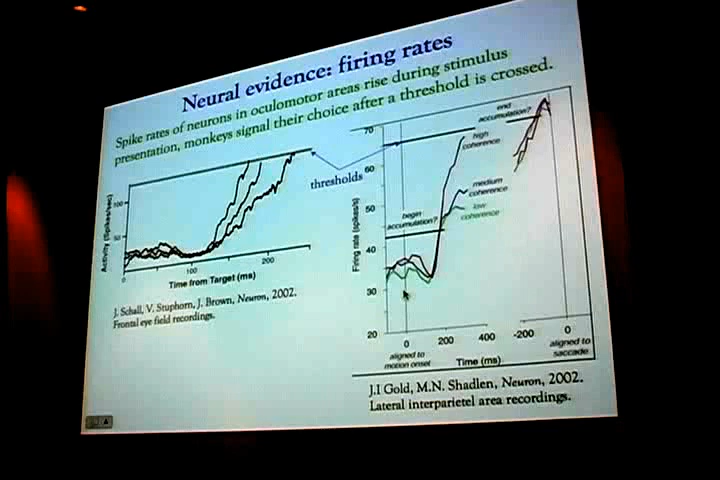 Neural evidence: firing rates
Spike rates of neurons in oculomotor areas rise during stimulus
presentation, monkeys signal their choice after a threshold is crossed.
thresholds
Activity (Spikes/sec)
100
50
0
100
200
Time from Target (ms)
J. Schall, V. Stuphorn, J. Brown, Neuron, 2002.
Frontal eye field recordings.
Firing rate (spikes/s)
70
60
50
40
30
20
end
accumulation?
high
coherence
medium
coherence
low
coherence
begin
accumulation?
0
200
400
-200
0
aligned to
motion onset
Time (ms)
aligned to
saccade
J.I Gold, M.N. Shadlen, Neuron, 2002.
Lateral interparietel area recordings.